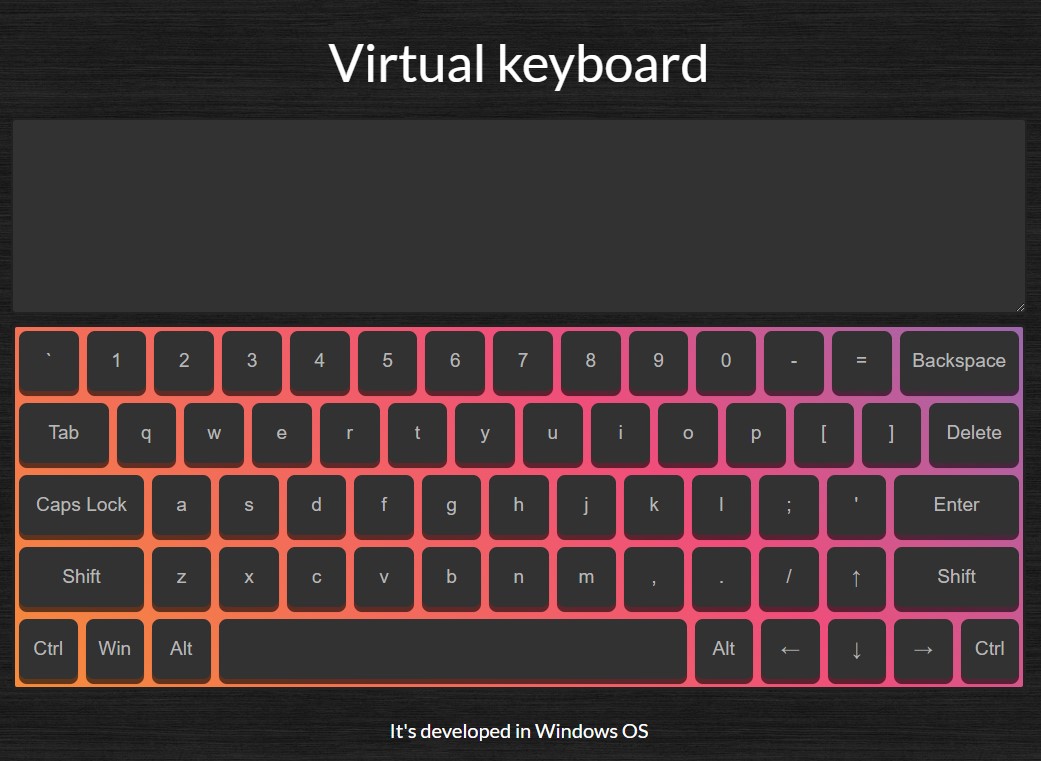 Virtual keyboard
` 1 2 3 4 5 6 7 8 9 0 - = Backspace
Tab q w e r t y u i o p [ ] Delete
Caps Lock a s d f g h j k l ; ' Enter
Shift z x c v b n m , . / ↑ Shift
Ctrl Win Alt Alt ← ↓ → Ctrl
It's developed in Windows OS